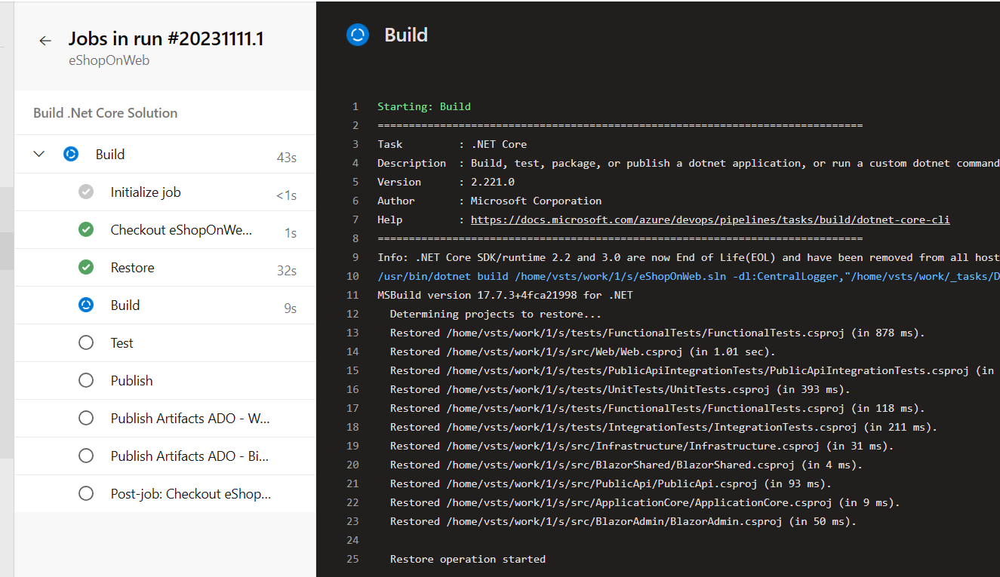 Jobs in run #20231111.1
eShopOnWeb
Build .Net Core Solution
Build 43s
Initialize job <1s
Checkout eShopOnWe... 1s
Restore 32s
Build 9s
Test
Publish
Publish Artifacts ADO - W...
Publish Artifacts ADO - Bi...
Post-job: Checkout eShop...
Build
1 Starting: Build
2 ==============================================================================
3 Task         : .NET Core
4 Description  : Build, test, package, or publish a dotnet application, or run a custom dotnet command
5 Version      : 2.221.0
6 Author       : Microsoft Corporation
7 Help         : https://docs.microsoft.com/azure/devops/pipelines/tasks/build/dotnet-core-cli
8 ==============================================================================
9 Info: .NET Core SDK/runtime 2.2 and 3.0 are now End of Life(EOL) and have been removed from all host
10 /usr/bin/dotnet build /home/vsts/work/1/s/eShopOnWeb.sln -dl:CentralLogger,"/home/vsts/work/_tasks/D
11 MSBuild version 17.7.3+4fca21998 for .NET
12   Determining projects to restore...
13   Restored /home/vsts/work/1/s/tests/FunctionalTests/FunctionalTests.csproj (in 878 ms).
14   Restored /home/vsts/work/1/s/src/Web/Web.csproj (in 1.01 sec).
15   Restored /home/vsts/work/1/s/tests/PublicApiIntegrationTests/PublicApiIntegrationTests.csproj (in
16   Restored /home/vsts/work/1/s/tests/UnitTests/UnitTests.csproj (in 393 ms).
17   Restored /home/vsts/work/1/s/tests/FunctionalTests/FunctionalTests.csproj (in 118 ms).
18   Restored /home/vsts/work/1/s/tests/IntegrationTests/IntegrationTests.csproj (in 211 ms).
19   Restored /home/vsts/work/1/s/src/Infrastructure/Infrastructure.csproj (in 31 ms).
20   Restored /home/vsts/work/1/s/src/BlazorShared/BlazorShared.csproj (in 4 ms).
21   Restored /home/vsts/work/1/s/src/PublicApi/PublicApi.csproj (in 93 ms).
22   Restored /home/vsts/work/1/s/src/ApplicationCore/ApplicationCore.csproj (in 9 ms).
23   Restored /home/vsts/work/1/s/src/BlazorAdmin/BlazorAdmin.csproj (in 50 ms).
24
25   Restore operation started